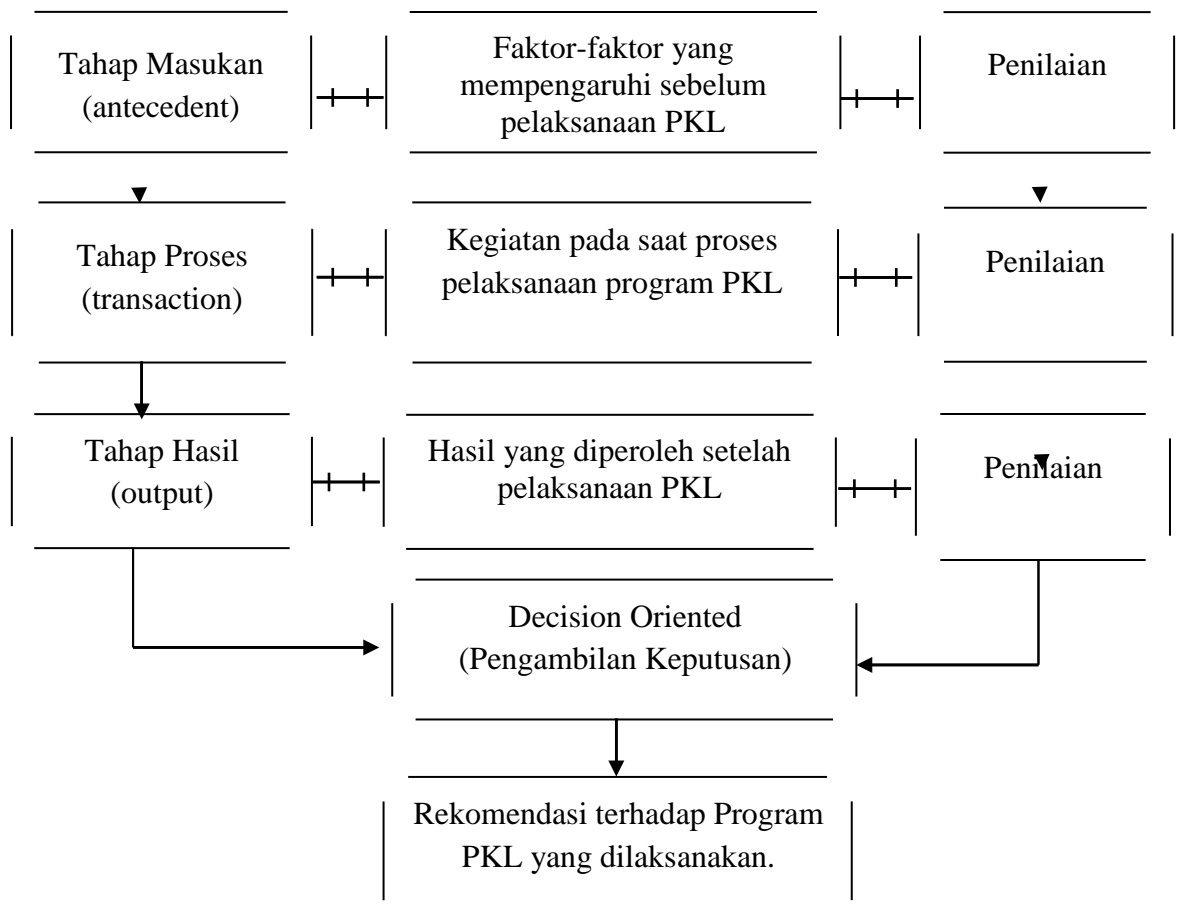 Tahap Masukan
(antecedent)
Faktor-faktor yang
mempengaruhi sebelum
pelaksanaan PKL
Penilaian
Tahap Proses
(transaction)
Kegiatan pada saat proses
pelaksanaan program PKL
Penilaian
Tahap Hasil
(output)
Hasil yang diperoleh setelah
pelaksanaan PKL
Penilaian
Decision Oriented
(Pengambilan Keputusan)
Rekomendasi terhadap Program
PKL yang dilaksanakan.